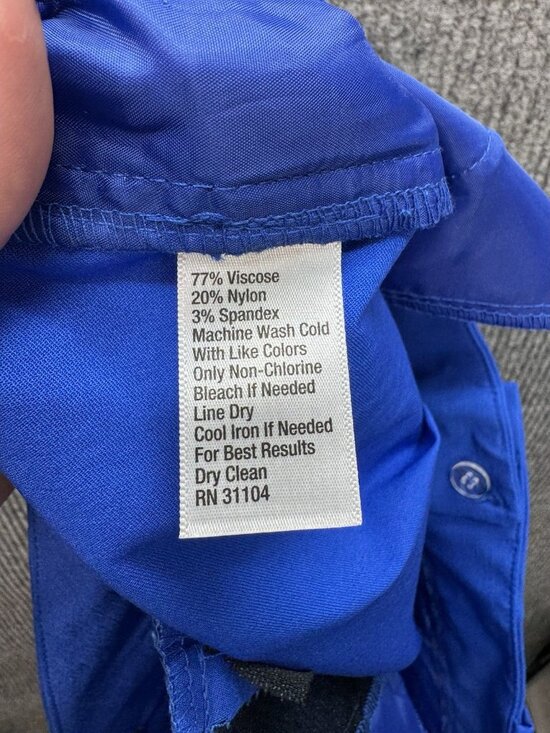 77% Viscose
20% Nylon
3% Spandex
Machine Wash Cold
With Like Colors
Only Non-Chlorine
Bleach If Needed
Line Dry
Cool Iron If Needed
For Best Results
Dry Clean
RN 31104